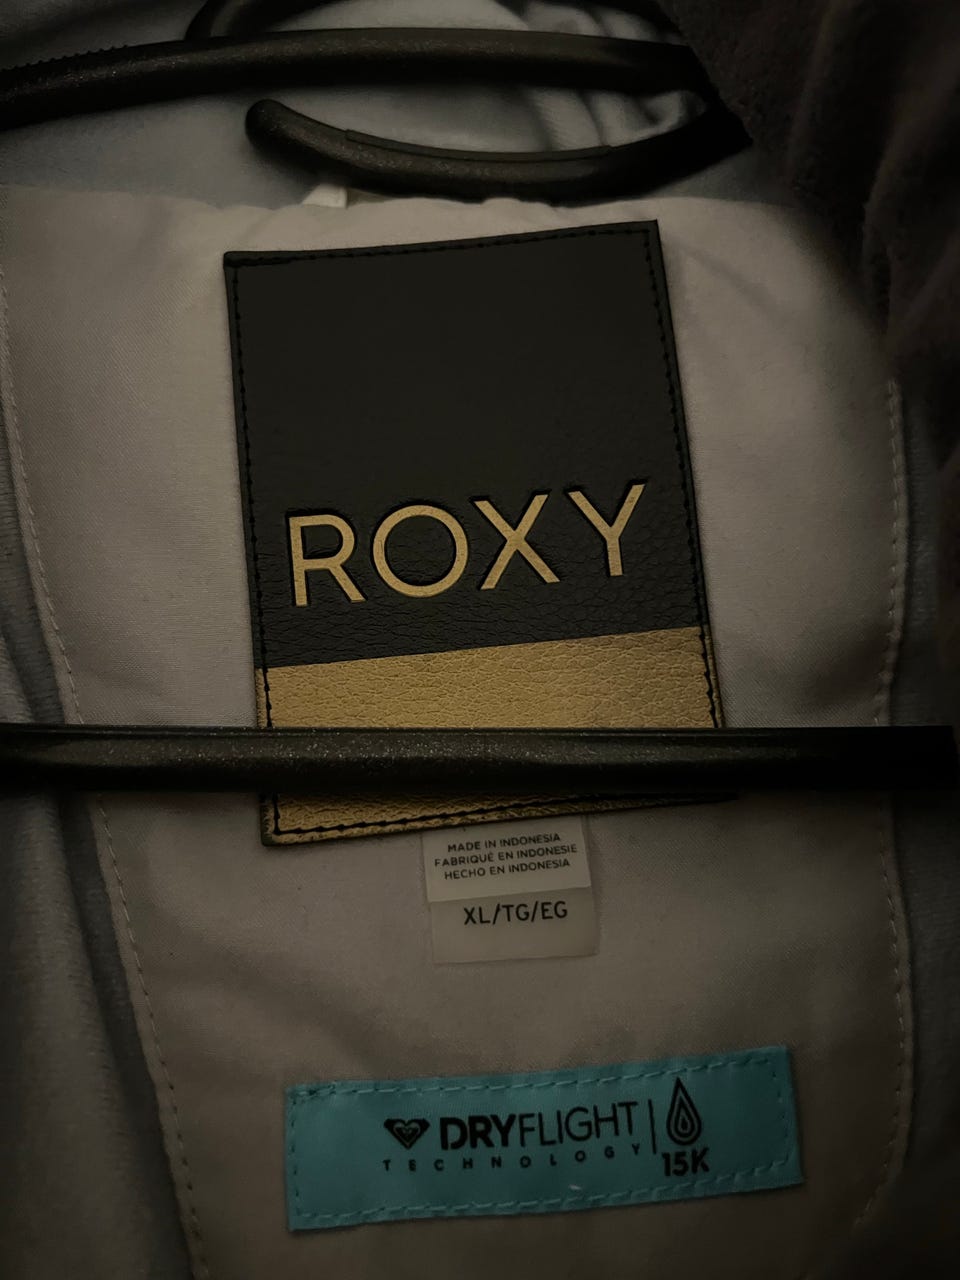 ROXY
MADE IN INDONESIA
FABRIQUÉ EN INDONESIE
HECHO EN INDONESIA
XL/TG/EG
DRYFLIGHT
TECHNOLOGY
15K